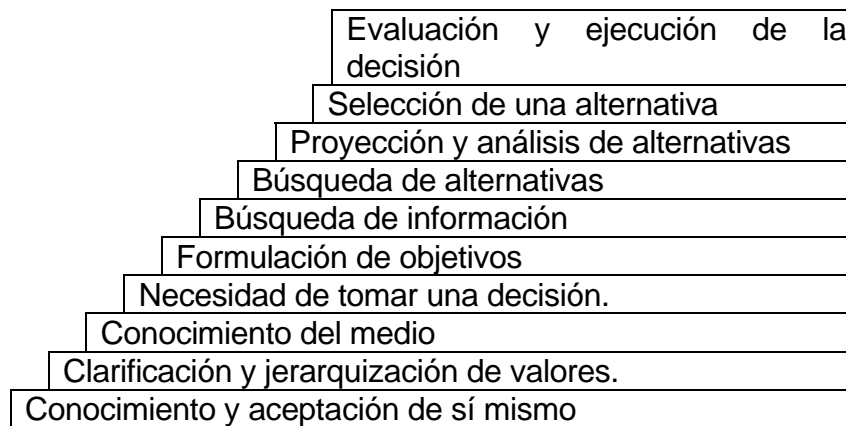 Evaluación y ejecución de la
decisión
Selección de una alternativa
Proyección y análisis de alternativas
Búsqueda de alternativas
Búsqueda de información
Formulación de objetivos
Necesidad de tomar una decisión.
Conocimiento del medio
Clarificación y jerarquización de valores.
Conocimiento y aceptación de sí mismo